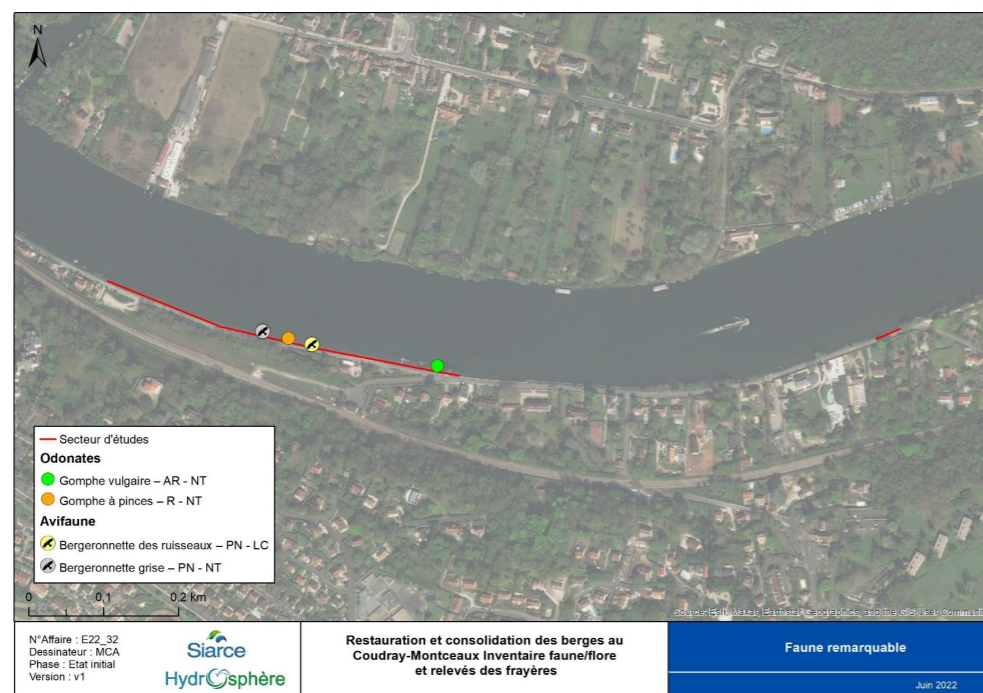 N
Secteur d'études
Odonates
Gomphe vulgaire – AR - NT
Gomphe à pinces – R - NT
Avifaune
Bergeronnette des ruisseaux – PN - LC
Bergeronnette grise – PN - NT
0 0,1 0,2 km
Source: Esri, Maxar, Earthstar Geographics, and the GIS User Communit
N°Affaire : E22_32
Dessinateur : MCA
Phase : Etat initial
Version : v1
Siarce
Hydrosphère
Restauration et consolidation des berges au
Coudray-Montceaux Inventaire faune/flore
et relevés des frayères
Faune remarquable
Juin 2022